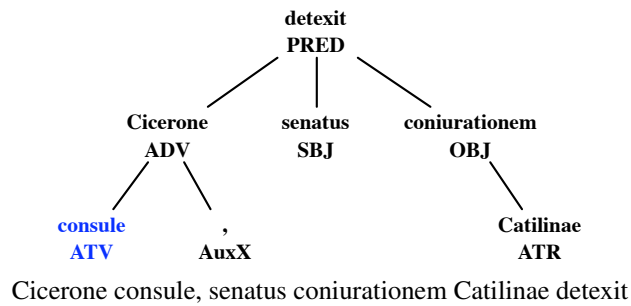 detexit
PRED
Cicerone senatus coniurationem
ADV SBJ OBJ
consule , Catilinae
ATV AuxX ATR
Cicerone consule, senatus coniurationem Catilinae detexit